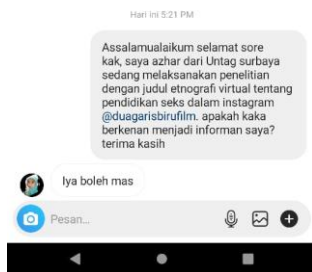 Hari ini 5:21 PM
Assalamualaikum selamat sore
kak, saya azhar dari Untag surbaya
sedang melaksanakan penelitian
dengan judul etnografi virtual tentang
pendidikan seks dalam instagram
@duagarisbirufilm. apakah kaka
berkenan menjadi informan saya?
terima kasih
Iya boleh mas
Pesan...